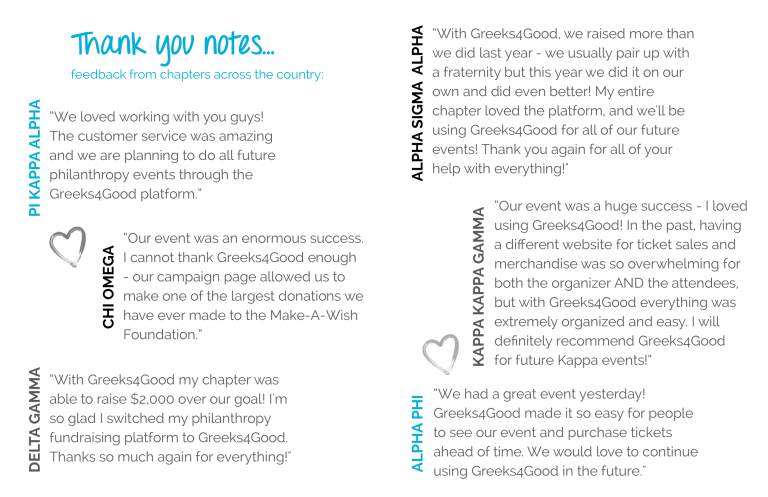 Thank you notes...
feedback from chapters across the country:
PI KAPPA ALPHA
"We loved working with you guys!
The customer service was amazing
and we are planning to do all future
philanthropy events through the
Greeks4Good platform."
CHI OMEGA
"Our event was an enormous success.
I cannot thank Greeks4Good enough
- our campaign page allowed us to
make one of the largest donations we
have ever made to the Make-A-Wish
Foundation."
DELTA GAMMA
"With Greeks4Good my chapter was
able to raise $2,000 over our goal! I'm
so glad I switched my philanthropy
fundraising platform to Greeks4Good.
Thanks so much again for everything!"
ALPHA SIGMA ALPHA
"With Greeks4Good, we raised more than
we did last year - we usually pair up with
a fraternity but this year we did it on our
own and did even better! My entire
chapter loved the platform, and we'll be
using Greeks4Good for all of our future
events! Thank you again for all of your
help with everything!"
KAPPA KAPPA GAMMA
"Our event was a huge success - I loved
using Greeks4Good! In the past, having
a different website for ticket sales and
merchandise was so overwhelming for
both the organizer AND the attendees,
but with Greeks4Good everything was
extremely organized and easy. I will
definitely recommend Greeks4Good
for future Kappa events!"
ALPHA PHI
"We had a great event yesterday!
Greeks4Good made it so easy for people
to see our event and purchase tickets
ahead of time. We would love to continue
using Greeks4Good in the future."